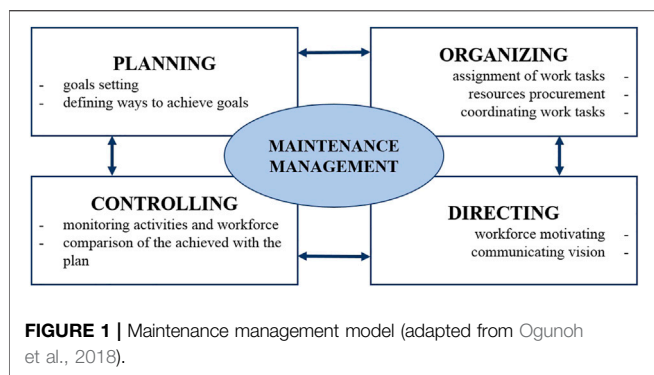 PLANNING
- goals setting
- defining ways to achieve goals
ORGANIZING
assignment of work tasks -
resources procurement -
coordinating work tasks -
MAINTENANCE
MANAGEMENT
CONTROLLING
- monitoring activities and workforce
- comparison of the achieved with the
plan
DIRECTING
workforce motivating -
communicating vision -
FIGURE 1 | Maintenance management model (adapted from Ogunoh
et al., 2018).